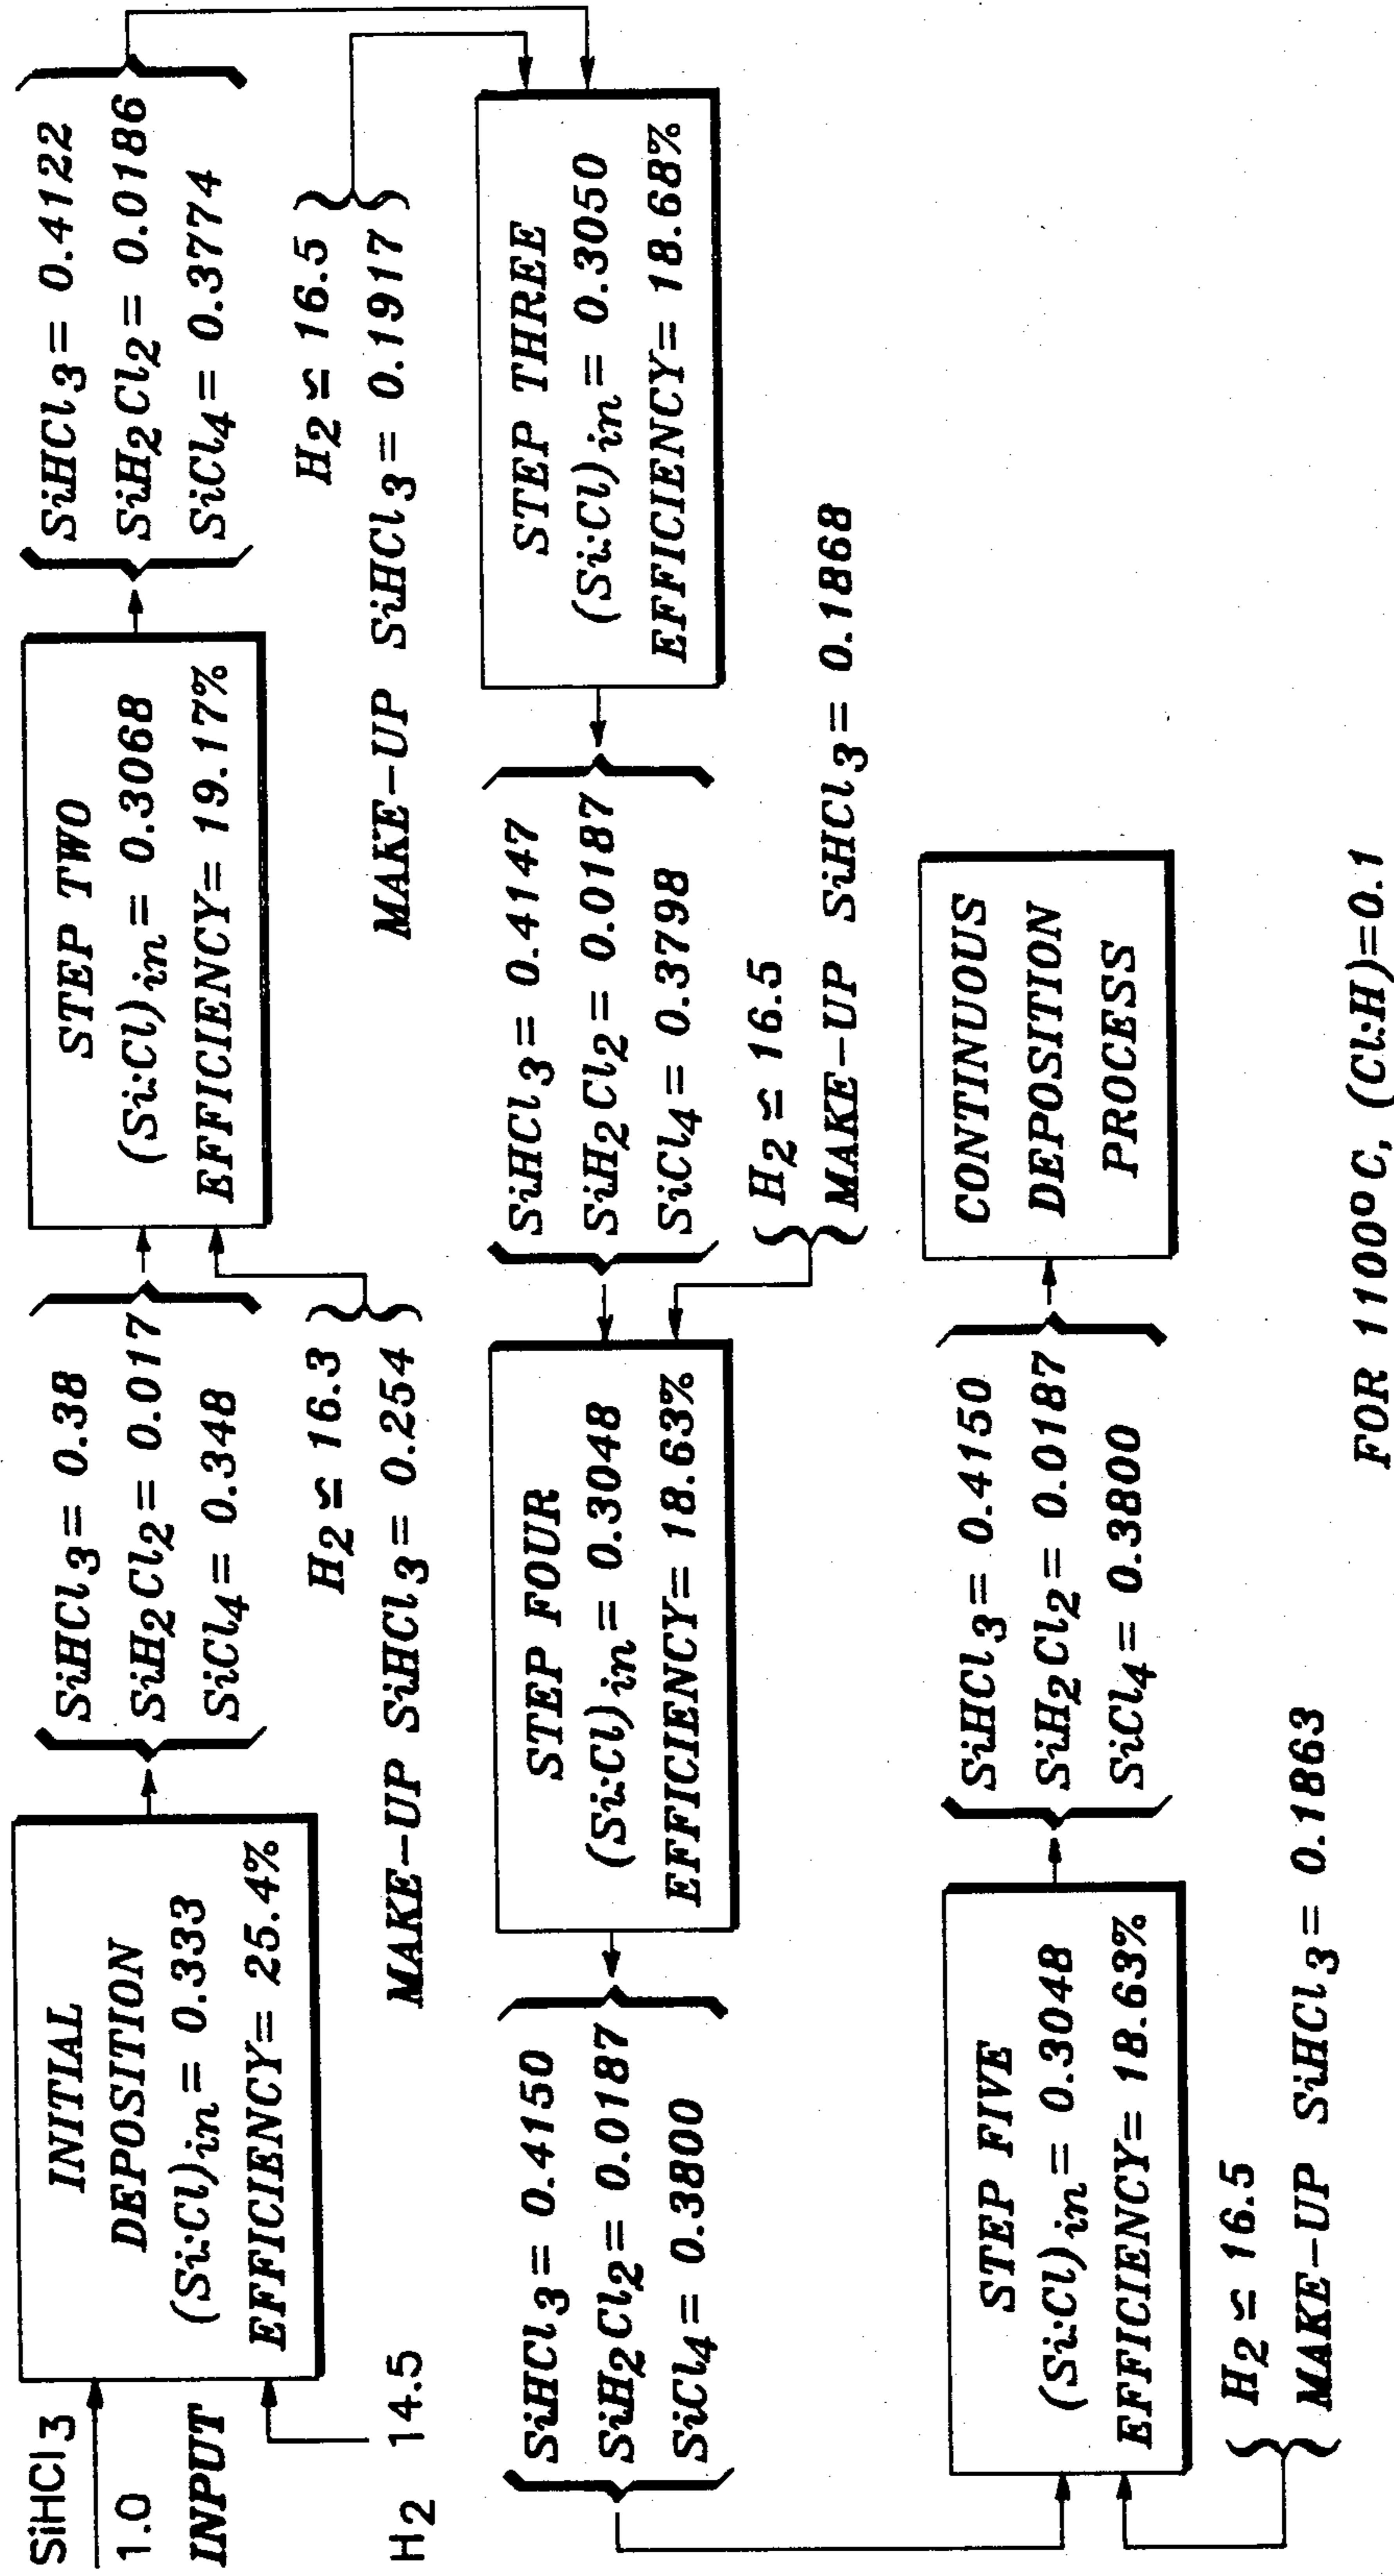 SiHCl3
1.0
INPUT
H2 14.5
INITIAL
DEPOSITION
(Si:Cl)in = 0.333
EFFICIENCY= 25.4%
SiHCl3 = 0.38
SiH2Cl2 = 0.017
SiCl4 = 0.348
H2 ≤ 16.3
MAKE-UP SiHCl3 = 0.254
STEP TWO
(Si:Cl)in = 0.3068
EFFICIENCY= 19.17%
SiHCl3 = 0.4122
SiH2Cl2 = 0.0186
SiCl4 = 0.3774
H2 ≤ 16.5
MAKE-UP SiHCl3 = 0.1917
STEP THREE
(Si:Cl)in = 0.3050
EFFICIENCY= 18.68%
SiHCl3 = 0.4147
SiH2Cl2 = 0.0187
SiCl4 = 0.3798
H2 ≤ 16.5
MAKE-UP SiHCl3 = 0.1868
STEP FOUR
(Si:Cl)in = 0.3048
EFFICIENCY= 18.63%
SiHCl3 = 0.4150
SiH2Cl2 = 0.0187
SiCl4 = 0.3800
STEP FIVE
(Si:Cl)in = 0.3048
EFFICIENCY= 18.63%
H2 ≤ 16.5
MAKE-UP SiHCl3 = 0.1863
SiHCl3 = 0.4150
SiH2Cl2 = 0.0187
SiCl4 = 0.3800
CONTINUOUS
DEPOSITION
PROCESS
FOR 1100°C, (Cl:H)=0.1